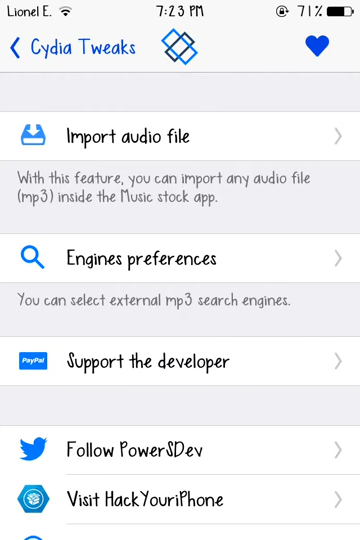 Lionel E. 7:23 PM 71%
Cydia Tweaks
Import audio file
With this feature, you can import any audio file
(mp3) inside the Music stock app.
Engines preferences
You can select external mp3 search engines.
PayPal Support the developer
Follow PowerSDev
Visit HackYouriPhone